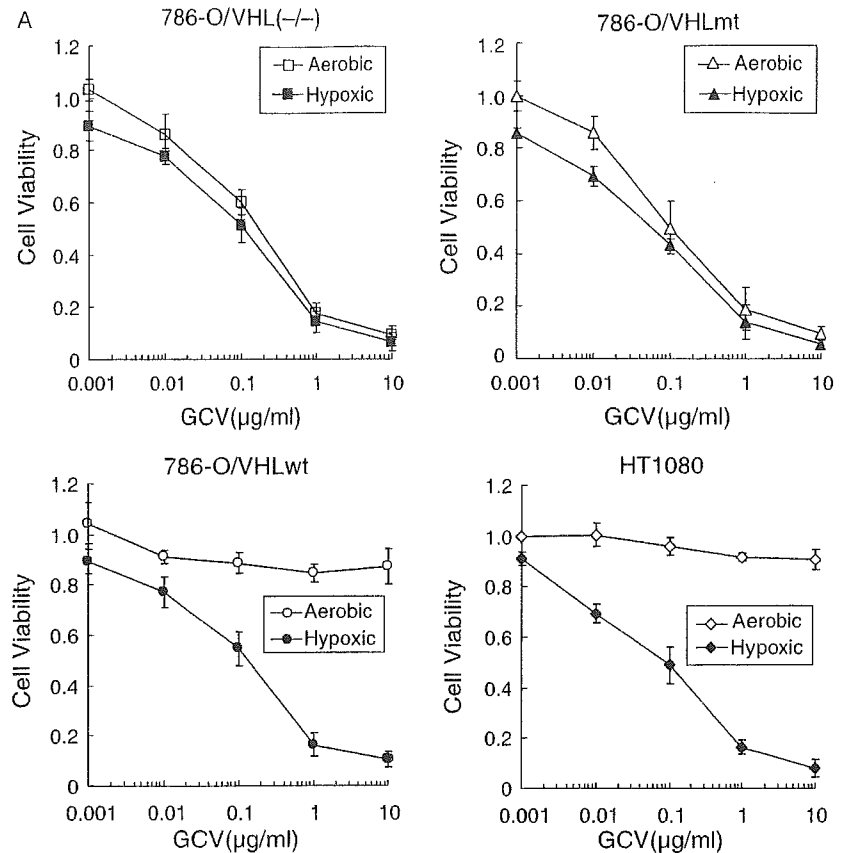 A
786-O/VHL(–/–)
Cell Viability
1.2
1.0
0.8
0.6
0.4
0.2
0
Aerobic
Hypoxic
0.001 0.01 0.1 1 10
GCV(µg/ml)
786-O/VHLmt
Cell Viability
1.2
1.0
0.8
0.6
0.4
0.2
0
Aerobic
Hypoxic
0.001 0.01 0.1 1 10
GCV(µg/ml)
786-O/VHLwt
Cell Viability
1.2
1.0
0.8
0.6
0.4
0.2
0
Aerobic
Hypoxic
0.001 0.01 0.1 1 10
GCV(µg/ml)
HT1080
Cell Viability
1.2
1.0
0.8
0.6
0.4
0.2
0
Aerobic
Hypoxic
0.001 0.01 0.1 1 10
GCV(µg/ml)